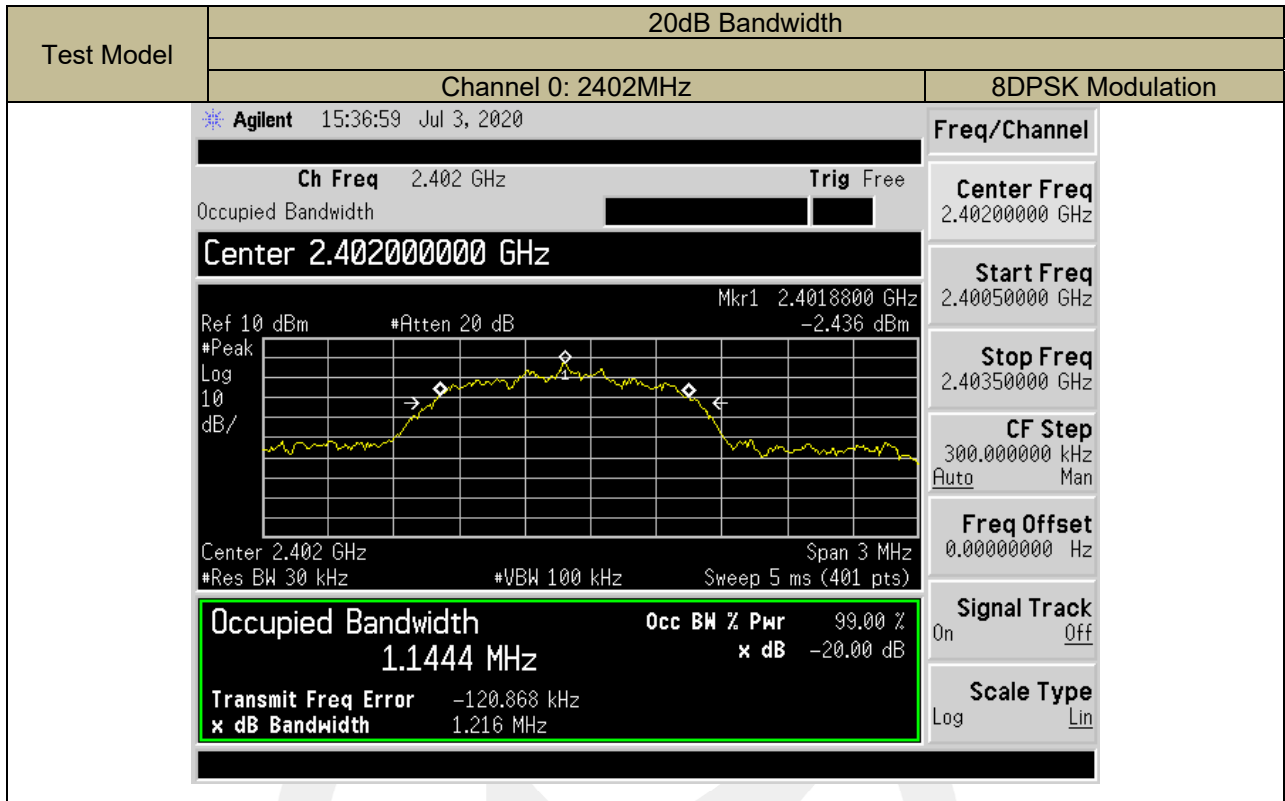 Test Model
20dB Bandwidth
Channel 0: 2402MHz
8DPSK Modulation
Agilent 15:36:59 Jul 3, 2020
Ch Freq 2.402 GHz Trig Free
Occupied Bandwidth
Center 2.402000000 GHz
Mkr1 2.4018800 GHz
Ref 10 dBm #Atten 20 dB -2.436 dBm
#Peak
Log
10
dB/
1
Center 2.402 GHz Span 3 MHz
#Res BW 30 kHz #VBW 100 kHz Sweep 5 ms (401 pts)
Occupied Bandwidth
1.1444 MHz
Occ BW % Pwr 99.00 %
x dB -20.00 dB
Transmit Freq Error -120.868 kHz
x dB Bandwidth 1.216 MHz
Freq/Channel
Center Freq
2.40200000 GHz
Start Freq
2.40050000 GHz
Stop Freq
2.40350000 GHz
CF Step
300.000000 kHz
Auto Man
Freq Offset
0.00000000 Hz
Signal Track
On Off
Scale Type
Log Lin